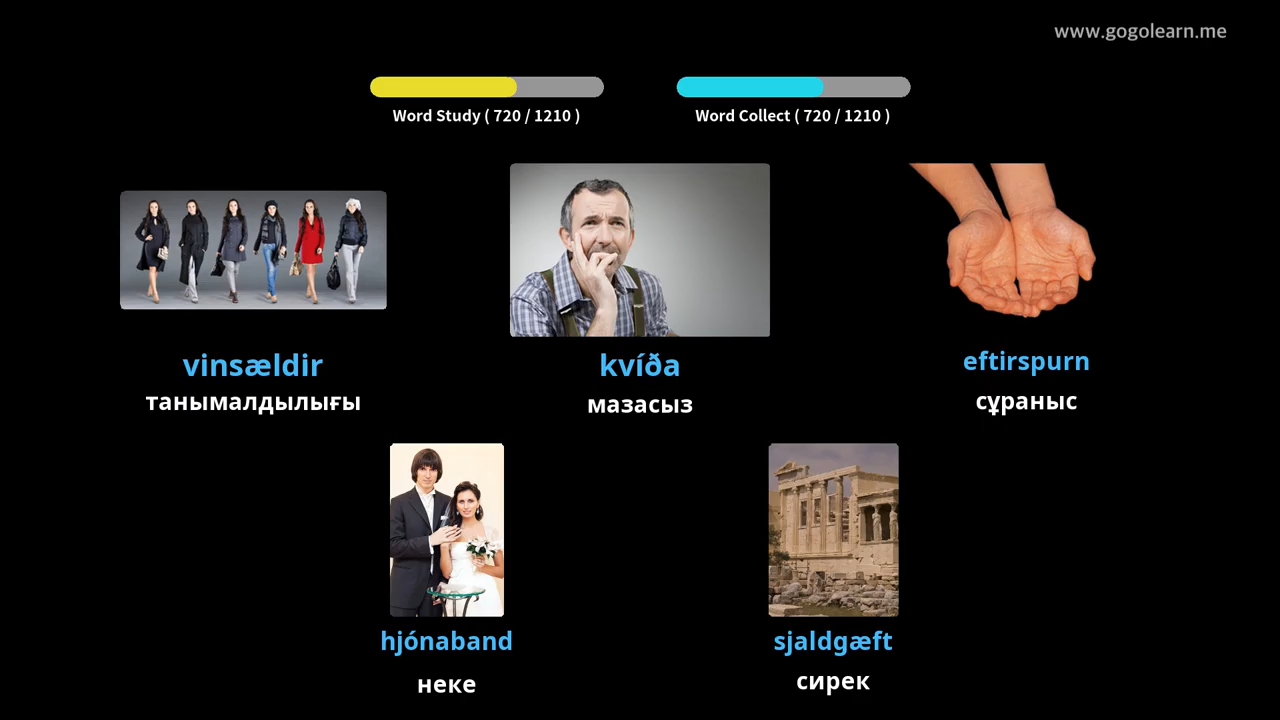 www.gogolearn.me
Word Study ( 720 / 1210 )
Word Collect ( 720 / 1210 )
vinsældir
танымалдылығы
kvíða
мазасыз
eftirspurn
сұраныс
hjónaband
неке
sjaldgæft
сирек